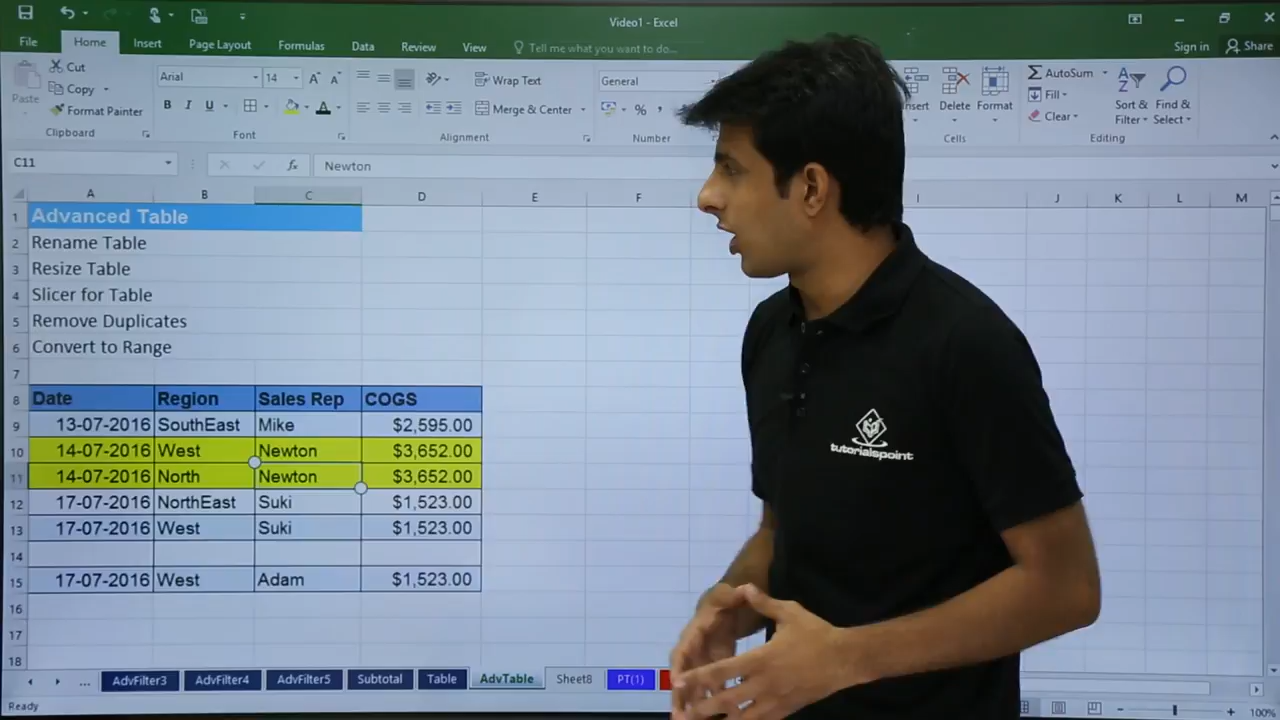 Video1 - Excel
File Home Insert Page Layout Formulas Data Review View Tell me what you want to do... Sign in Share
Paste Cut Copy Format Painter Clipboard
Arial 14 B I U A Font
Wrap Text Merge & Center Alignment
General % , Number
Delete Format Cells
AutoSum Fill Clear Sort & Filter Find & Select Editing
C11 fx Newton
A B C D E F I J K L M
1 Advanced Table
2 Rename Table
3 Resize Table
4 Slicer for Table
5 Remove Duplicates
6 Convert to Range
7
8 Date Region Sales Rep COGS
9 13-07-2016 SouthEast Mike $2,595.00
10 14-07-2016 West Newton $3,652.00
11 14-07-2016 North Newton $3,652.00
12 17-07-2016 NorthEast Suki $1,523.00
13 17-07-2016 West Suki $1,523.00
14
15 17-07-2016 West Adam $1,523.00
16
17
18
tutorialspoint
... AdvFilter3 AdvFilter4 AdvFilter5 Subtotal Table AdvTable Sheet8 PT(1)
Ready 100%